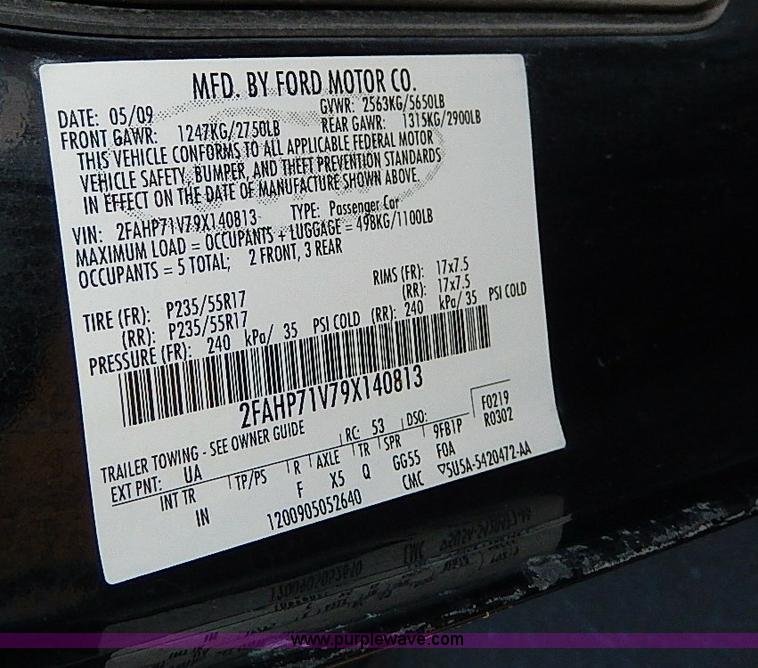 MFD. BY FORD MOTOR CO.
DATE: 05/09 GVWR: 2563KG/5650LB
FRONT GAWR: 1247KG/2750LB REAR GAWR: 1315KG/2900LB
THIS VEHICLE CONFORMS TO ALL APPLICABLE FEDERAL MOTOR
VEHICLE SAFETY, BUMPER, AND THEFT PREVENTION STANDARDS
IN EFFECT ON THE DATE OF MANUFACTURE SHOWN ABOVE.
VIN: 2FAHP71V79X140813 TYPE: Passenger Car
MAXIMUM LOAD = OCCUPANTS + LUGGAGE = 498KG/1100LB
OCCUPANTS = 5 TOTAL; 2 FRONT, 3 REAR
TIRE (FR): P235/55R17 RIMS (FR): 17x7.5
(RR): P235/55R17 (RR): 17x7.5
PRESSURE (FR): 240 kPa/ 35 PSI COLD (RR): 240 kPa/ 35 PSI COLD
2FAHP71V79X140813
TRAILER TOWING - SEE OWNER GUIDE
EXT PNT: UA RC: 53 DSO: F0219
R0302
INT TR TP/PS R AXLE TR SPR 9FB1P
IN F X5 Q GG55 FOA
1200905052640 CMC ▽5U5A-5420472-AA
www.purplewave.com